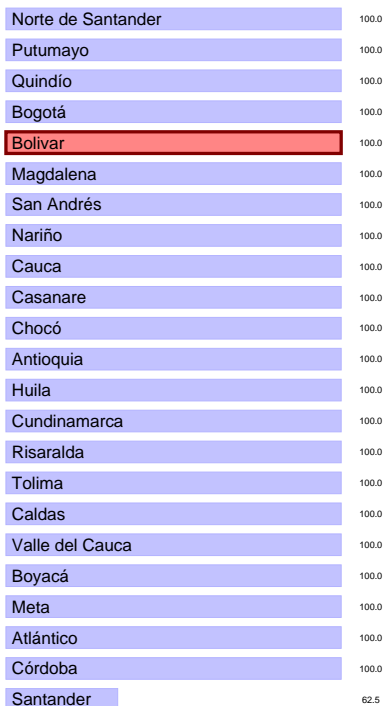 Norte de Santander 100.0
Putumayo 100.0
Quindío 100.0
Bogotá 100.0
Bolivar 100.0
Magdalena 100.0
San Andrés 100.0
Nariño 100.0
Cauca 100.0
Casanare 100.0
Chocó 100.0
Antioquia 100.0
Huila 100.0
Cundinamarca 100.0
Risaralda 100.0
Tolima 100.0
Caldas 100.0
Valle del Cauca 100.0
Boyacá 100.0
Meta 100.0
Atlántico 100.0
Córdoba 100.0
Santander 62.5